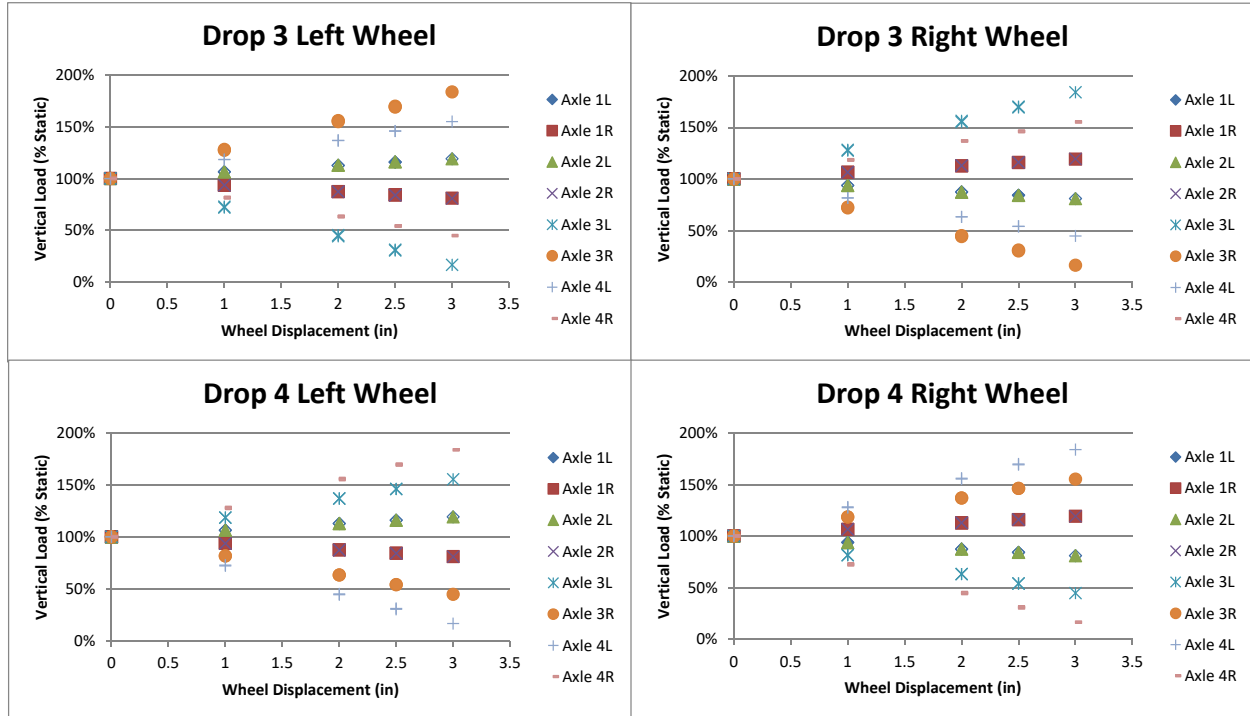 Drop 3 Left Wheel
Vertical Load (% Static)
200%
150%
100%
50%
0%
0 0.5 1 1.5 2 2.5 3 3.5
Wheel Displacement (in)
Axle 1L
Axle 1R
Axle 2L
Axle 2R
Axle 3L
Axle 3R
Axle 4L
Axle 4R
Drop 3 Right Wheel
Vertical Load (% Static)
200%
150%
100%
50%
0%
0 0.5 1 1.5 2 2.5 3 3.5
Wheel Displacement (in)
Axle 1L
Axle 1R
Axle 2L
Axle 2R
Axle 3L
Axle 3R
Axle 4L
Axle 4R
Drop 4 Left Wheel
Vertical Load (% Static)
200%
150%
100%
50%
0%
0 0.5 1 1.5 2 2.5 3 3.5
Wheel Displacement (in)
Axle 1L
Axle 1R
Axle 2L
Axle 2R
Axle 3L
Axle 3R
Axle 4L
Axle 4R
Drop 4 Right Wheel
Vertical Load (% Static)
200%
150%
100%
50%
0%
0 0.5 1 1.5 2 2.5 3 3.5
Wheel Displacement (in)
Axle 1L
Axle 1R
Axle 2L
Axle 2R
Axle 3L
Axle 3R
Axle 4L
Axle 4R